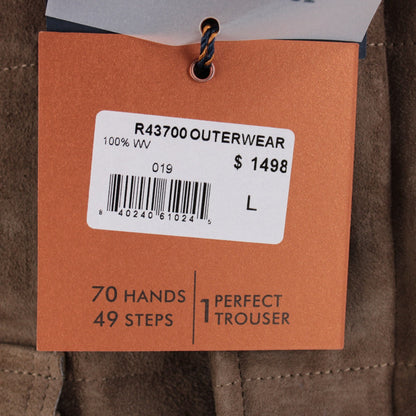 R43700 OUTERWEAR
100% WV
$ 1498
019
L
8 40240 61024 5
70 HANDS
49 STEPS
1 PERFECT
TROUSER